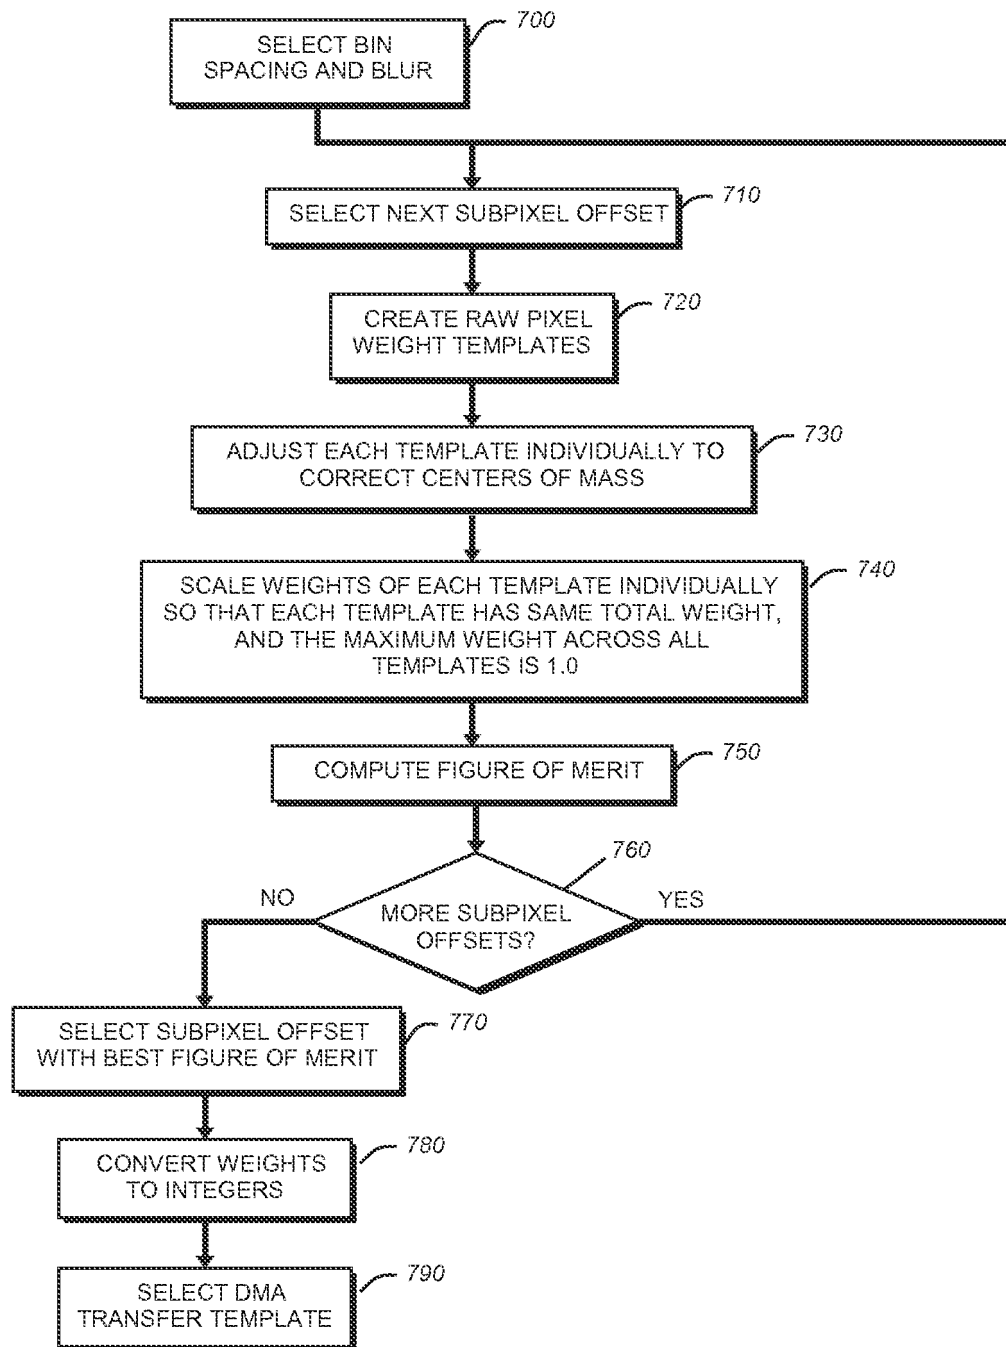 700
SELECT BIN
SPACING AND BLUR
710
SELECT NEXT SUBPIXEL OFFSET
720
CREATE RAW PIXEL
WEIGHT TEMPLATES
730
ADJUST EACH TEMPLATE INDIVIDUALLY TO
CORRECT CENTERS OF MASS
740
SCALE WEIGHTS OF EACH TEMPLATE INDIVIDUALLY
SO THAT EACH TEMPLATE HAS SAME TOTAL WEIGHT,
AND THE MAXIMUM WEIGHT ACROSS ALL
TEMPLATES IS 1.0
750
COMPUTE FIGURE OF MERIT
760
NO
YES
MORE SUBPIXEL
OFFSETS?
770
SELECT SUBPIXEL OFFSET
WITH BEST FIGURE OF MERIT
780
CONVERT WEIGHTS
TO INTEGERS
790
SELECT DMA
TRANSFER TEMPLATE